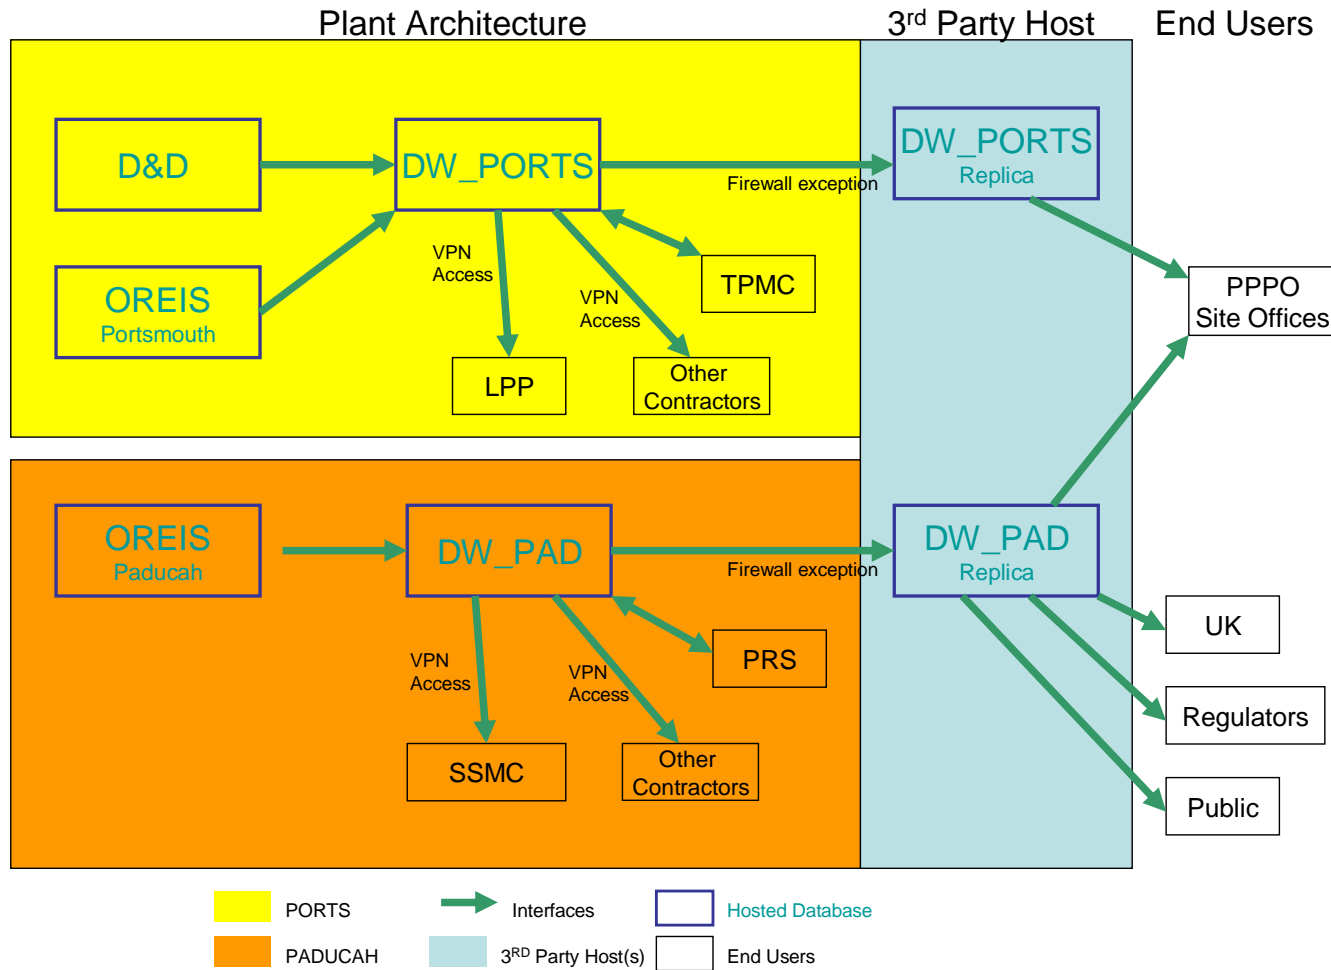 Plant Architecture
3rd Party Host
End Users
D&D
DW_PORTS
Firewall exception
DW_PORTS
Replica
OREIS
Portsmouth
VPN
Access
VPN
Access
TPMC
LPP
Other
Contractors
PPPO
Site Offices
OREIS
Paducah
DW_PAD
Firewall exception
DW_PAD
Replica
VPN
Access
VPN
Access
PRS
SSMC
Other
Contractors
UK
Regulators
Public
PORTS
Interfaces
Hosted Database
PADUCAH
3RD Party Host(s)
End Users